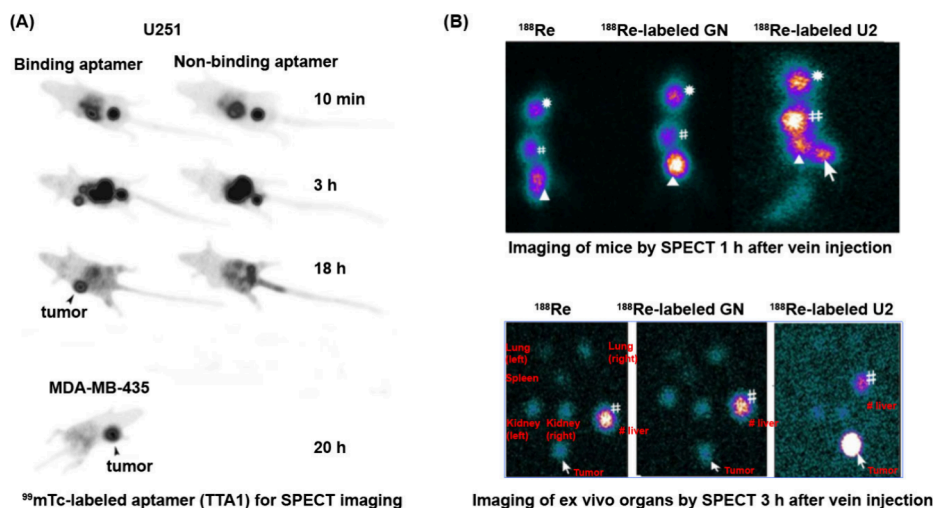 (A)
U251
Binding aptamer
Non-binding aptamer
10 min
3 h
18 h
tumor
MDA-MB-435
tumor
20 h
⁹⁹mTc-labeled aptamer (TTA1) for SPECT imaging
(B)
¹⁸⁸Re ¹⁸⁸Re-labeled GN ¹⁸⁸Re-labeled U2
#
#
#
Imaging of mice by SPECT 1 h after vein injection
¹⁸⁸Re ¹⁸⁸Re-labeled GN ¹⁸⁸Re-labeled U2
Lung
(left)
Lung
(right)
Spleen
Kidney
(left)
Kidney
(right)
#
# liver
Tumor
#
# liver
Tumor
#
# liver
Tumor
Imaging of ex vivo organs by SPECT 3 h after vein injection